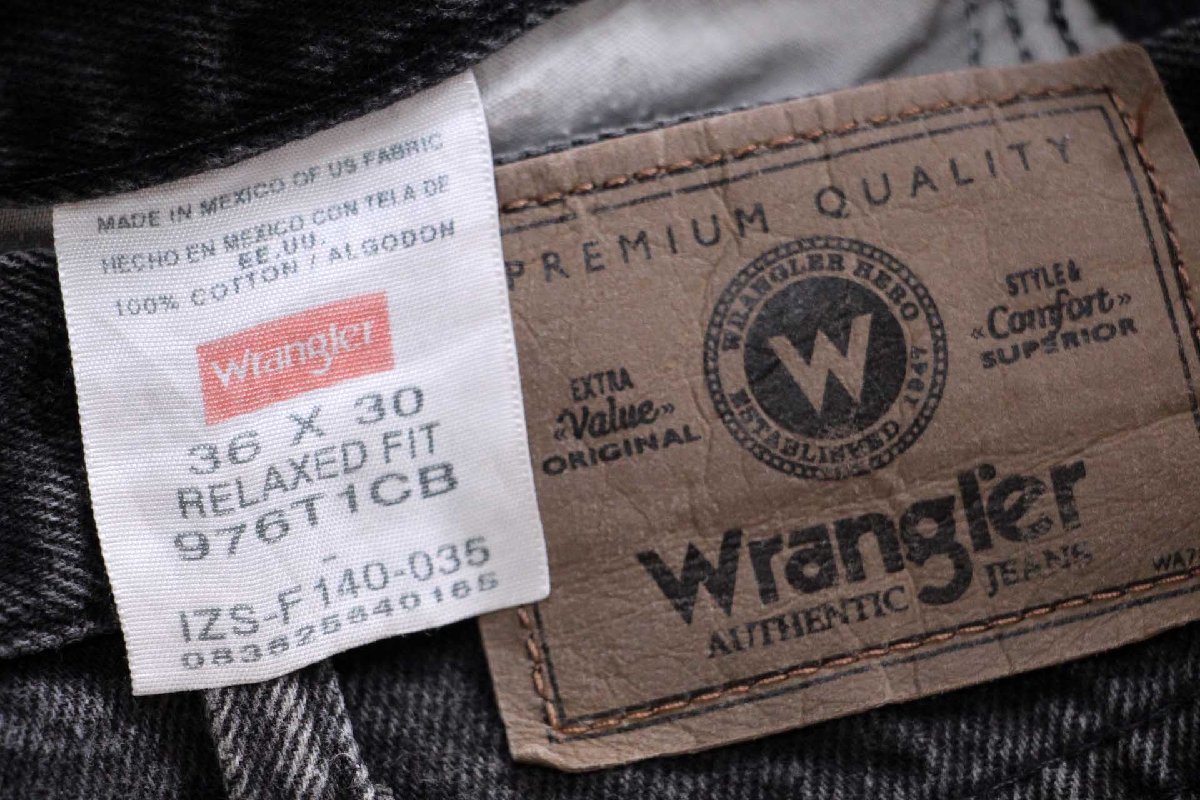 MADE IN MEXICO OF US FABRIC
HECHO EN MEXICO CON TELA DE
EE.UU.
100% COTTON / ALGODON
Wrangler
36 X 30
RELAXED FIT
976T1CB
-
IZS-F140-035
PREMIUM QUALITY
WRANGLER HERO
ESTABLISHED 1947
W
EXTRA
«Value»
ORIGINAL
STYLE &
«Comfort»
SUPERIOR
Wrangler
AUTHENTIC JEANS